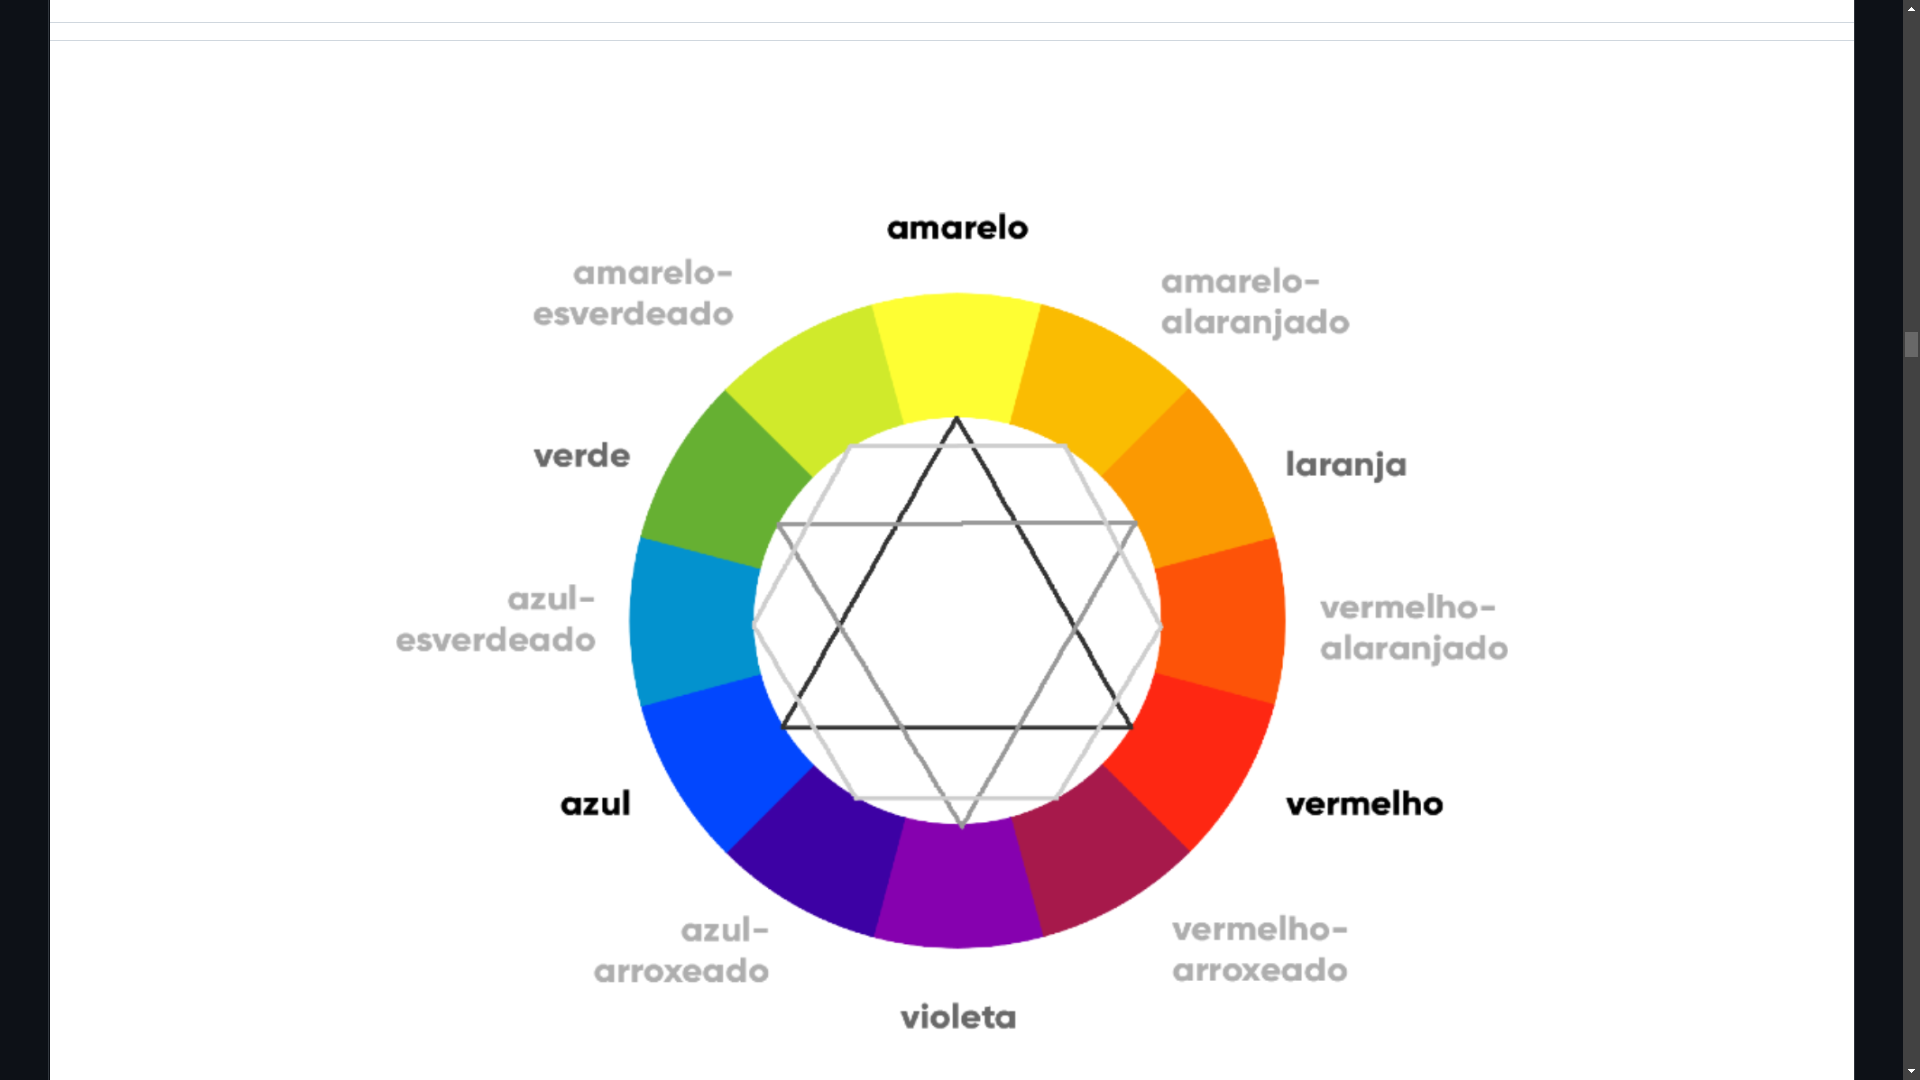 amarelo
amarelo-
esverdeado
amarelo-
alaranjado
verde
laranja
azul-
esverdeado
vermelho-
alaranjado
azul
vermelho
azul-
arroxeado
vermelho-
arroxeado
violeta